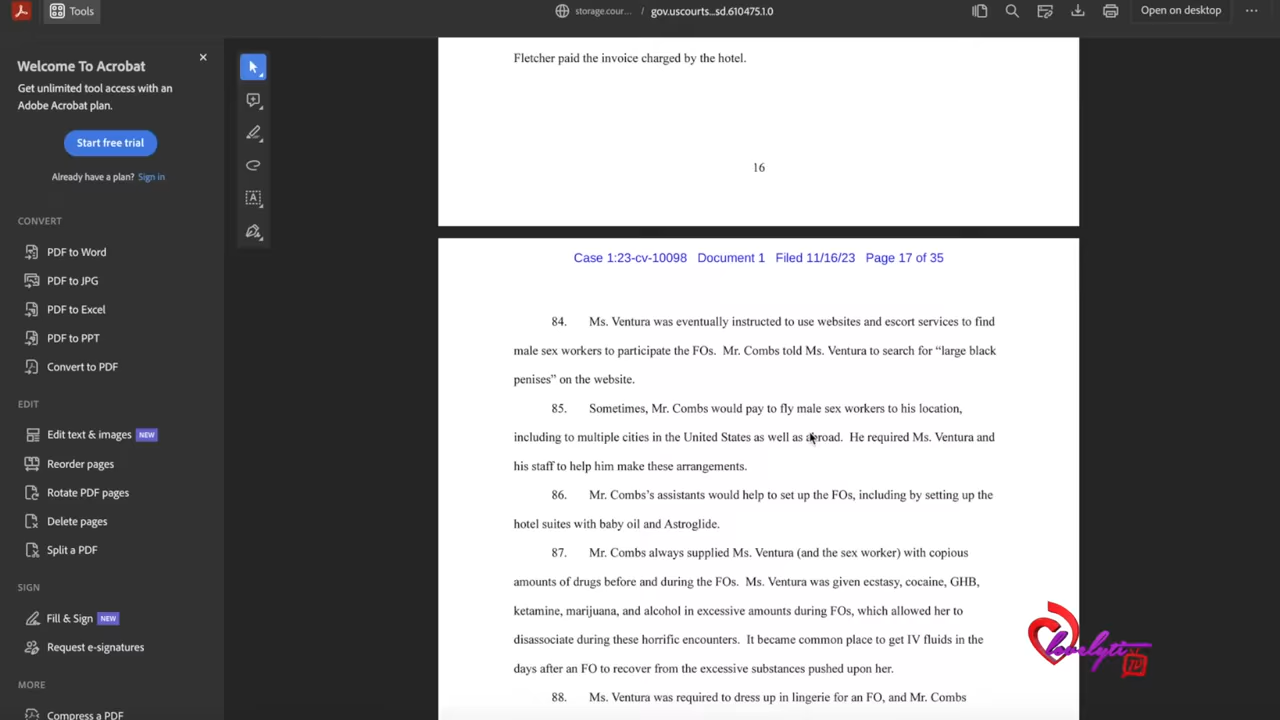 Tools
storage.cour... / gov.uscourts...sd.610475.1.0
Open on desktop
Welcome To Acrobat
Get unlimited tool access with an
Adobe Acrobat plan.
Start free trial
Already have a plan? Sign in
CONVERT
PDF to Word
PDF to JPG
PDF to Excel
PDF to PPT
Convert to PDF
EDIT
Edit text & images NEW
Reorder pages
Rotate PDF pages
Delete pages
Split a PDF
SIGN
Fill & Sign NEW
Request e-signatures
MORE
Compress a PDF
Fletcher paid the invoice charged by the hotel.
16
Case 1:23-cv-10098 Document 1 Filed 11/16/23 Page 17 of 35
84. Ms. Ventura was eventually instructed to use websites and escort services to find
male sex workers to participate the FOs. Mr. Combs told Ms. Ventura to search for “large black
penises” on the website.
85. Sometimes, Mr. Combs would pay to fly male sex workers to his location,
including to multiple cities in the United States as well as abroad. He required Ms. Ventura and
his staff to help him make these arrangements.
86. Mr. Combs’s assistants would help to set up the FOs, including by setting up the
hotel suites with baby oil and Astroglide.
87. Mr. Combs always supplied Ms. Ventura (and the sex worker) with copious
amounts of drugs before and during the FOs. Ms. Ventura was given ecstasy, cocaine, GHB,
ketamine, marijuana, and alcohol in excessive amounts during FOs, which allowed her to
disassociate during these horrific encounters. It became common place to get IV fluids in the
days after an FO to recover from the excessive substances pushed upon her.
88. Ms. Ventura was required to dress up in lingerie for an FO, and Mr. Combs
lovelyti
TV